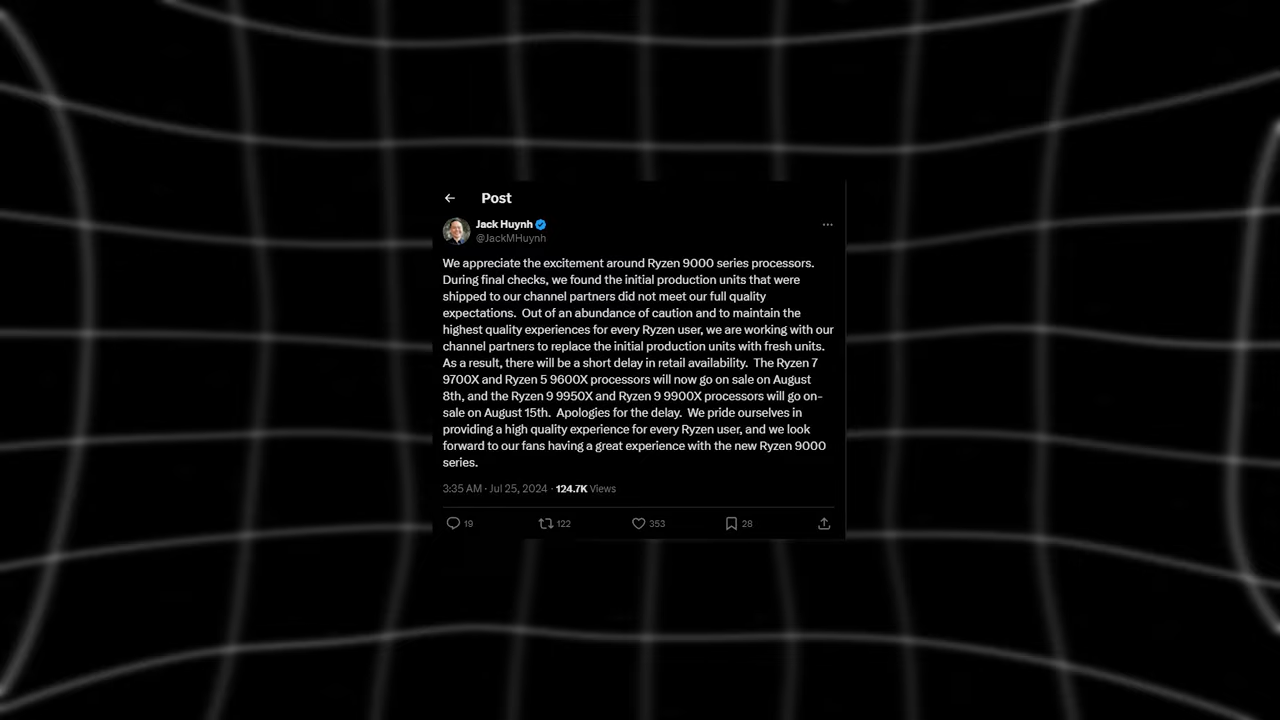 Post
Jack Huynh
@JackMHuynh
We appreciate the excitement around Ryzen 9000 series processors.
During final checks, we found the initial production units that were
shipped to our channel partners did not meet our full quality
expectations.  Out of an abundance of caution and to maintain the
highest quality experiences for every Ryzen user, we are working with our
channel partners to replace the initial production units with fresh units.
As a result, there will be a short delay in retail availability.  The Ryzen 7
9700X and Ryzen 5 9600X processors will now go on sale on August
8th, and the Ryzen 9 9950X and Ryzen 9 9900X processors will go on-
sale on August 15th.  Apologies for the delay.  We pride ourselves in
providing a high quality experience for every Ryzen user, and we look
forward to our fans having a great experience with the new Ryzen 9000
series.
3:35 AM · Jul 25, 2024 · 124.7K Views
19 122 353 28